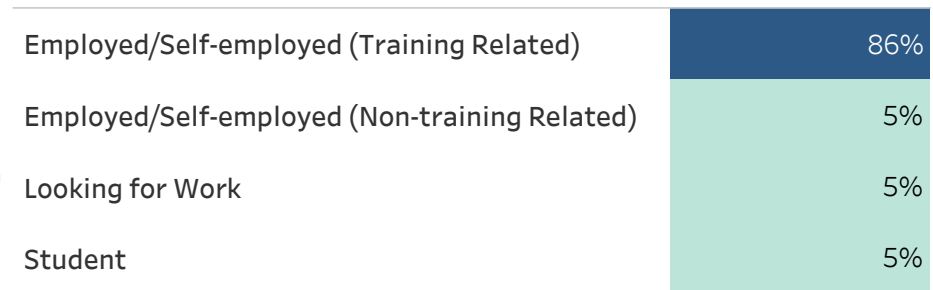 Employed/Self-employed (Training Related) 86%
Employed/Self-employed (Non-training Related) 5%
Looking for Work 5%
Student 5%